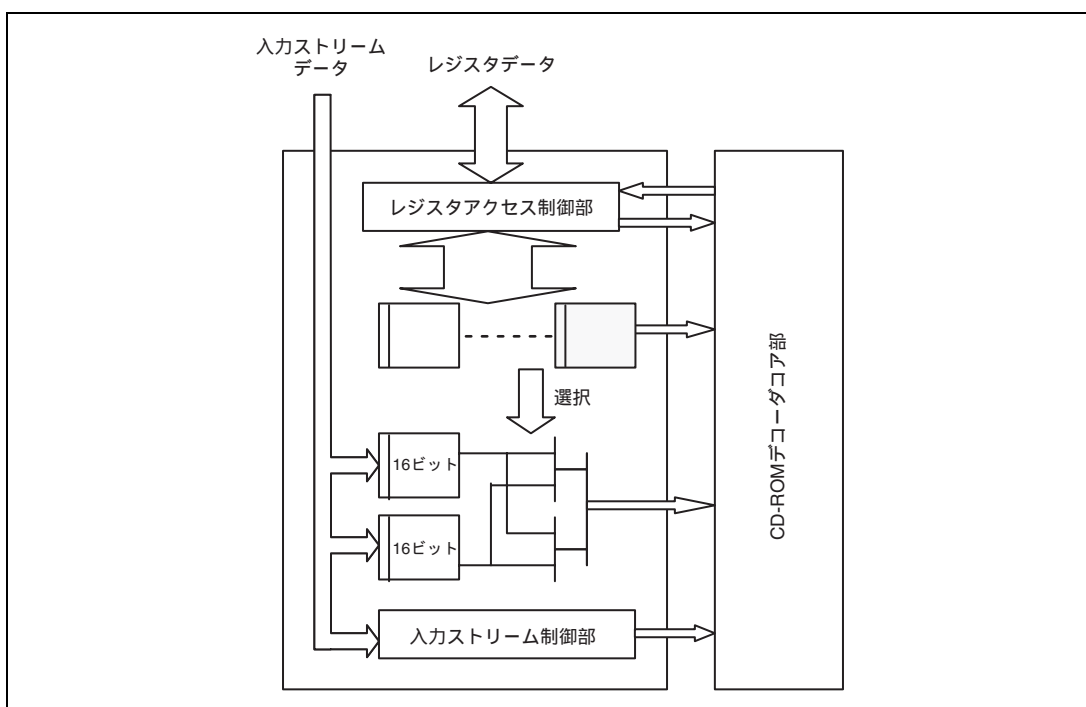 入力ストリーム
データ
レジスタデータ
レジスタアクセス制御部
選択
16ビット
16ビット
入力ストリーム制御部
CD-ROMデコーダコア部